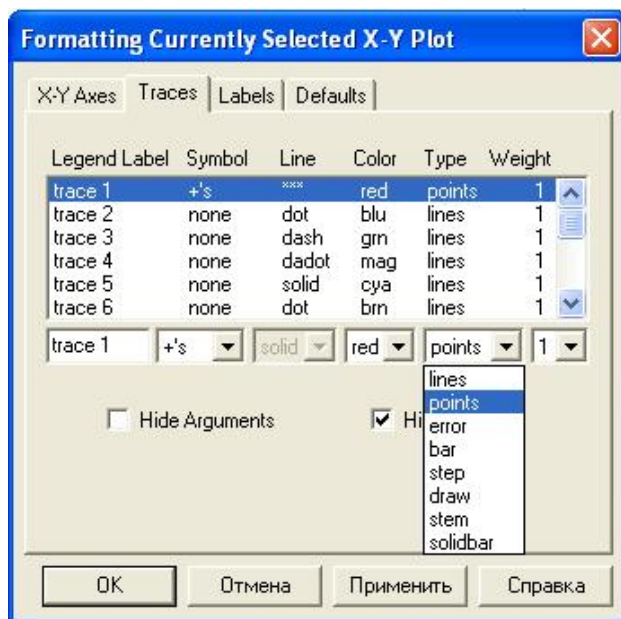 Formatting Currently Selected X-Y Plot
X-Y Axes Traces Labels Defaults
Legend Label Symbol Line Color Type Weight
trace 1 +'s *** red points 1
trace 2 none dot blu lines 1
trace 3 none dash grn lines 1
trace 4 none dadot mag lines 1
trace 5 none solid cya lines 1
trace 6 none dot brn lines 1
trace 1 +'s solid red points 1
lines
points
Hide Arguments Hi
error
bar
step
draw
stem
solidbar
OK Отмена Применить Справка